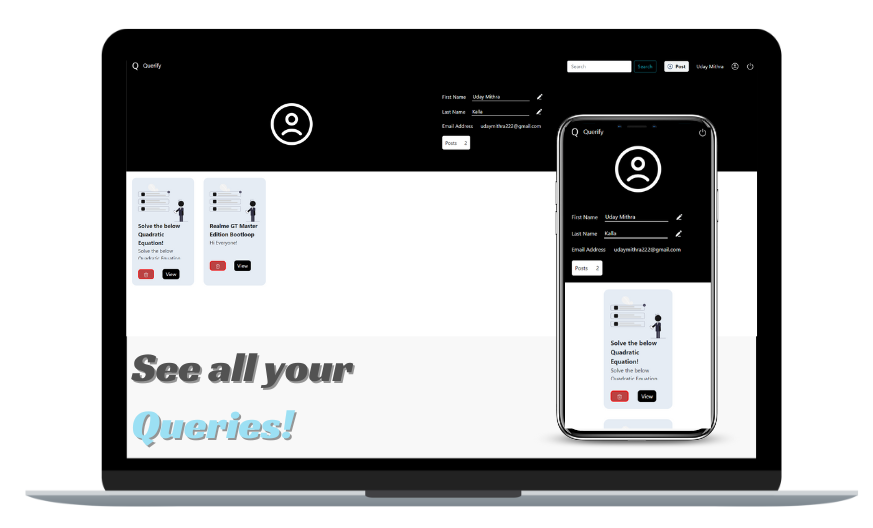 Q Querify
Search Search Post Uday Mithra
First Name Uday Mithra
Last Name Kalla
Email Address udaymithra222@gmail.com
Posts 2
Solve the below
Quadratic
Equation!
Solve the below
Quadratic Equation
View
Realme GT Master
Edition Bootloop
Hi Everyone!
View
See all your
Queries!
Q Querify
First Name Uday Mithra
Last Name Kalla
Email Address udaymithra222@gmail.com
Posts 2
Solve the below
Quadratic
Equation!
Solve the below
Quadratic Equation
View